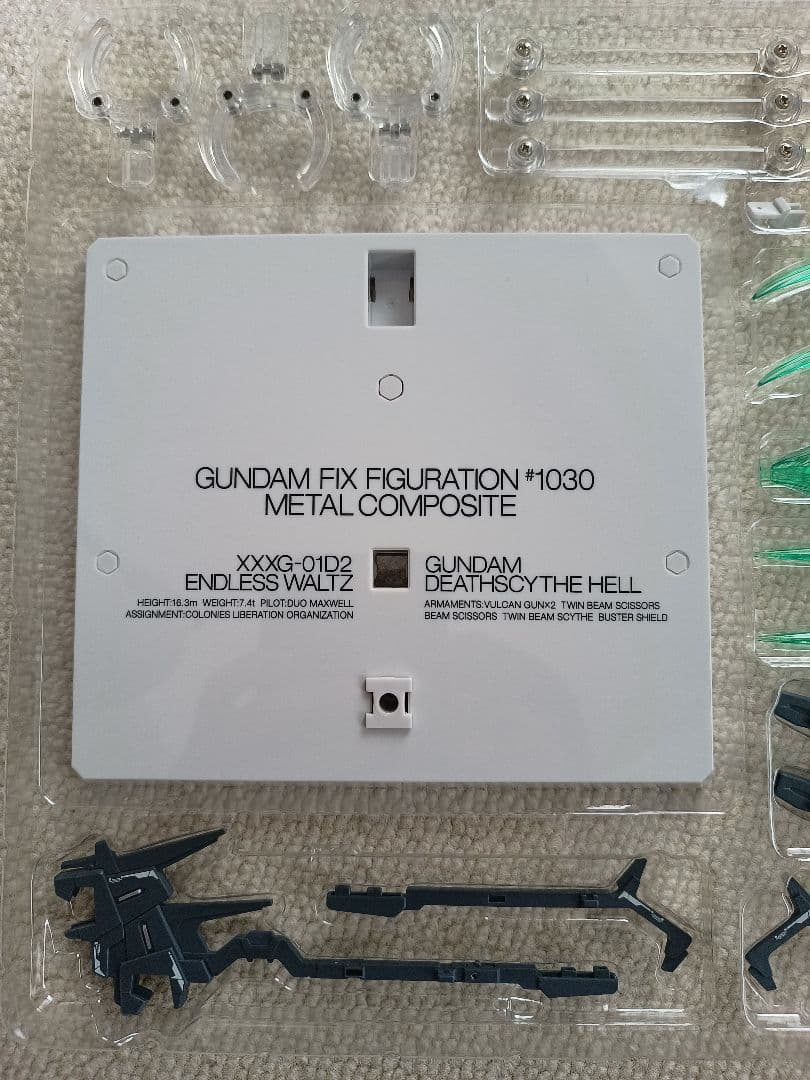 GUNDAM FIX FIGURATION #1030
METAL COMPOSITE
XXXG-01D2
ENDLESS WALTZ
HEIGHT:16.3m WEIGHT:7.4t PILOT:DUO MAXWELL
ASSIGNMENT:COLONIES LIBERATION ORGANIZATION
GUNDAM
DEATHSCYTHE HELL
ARMAMENTS:VULCAN GUN×2 TWIN BEAM SCISSORS
BEAM SCISSORS TWIN BEAM SCYTHE BUSTER SHIELD